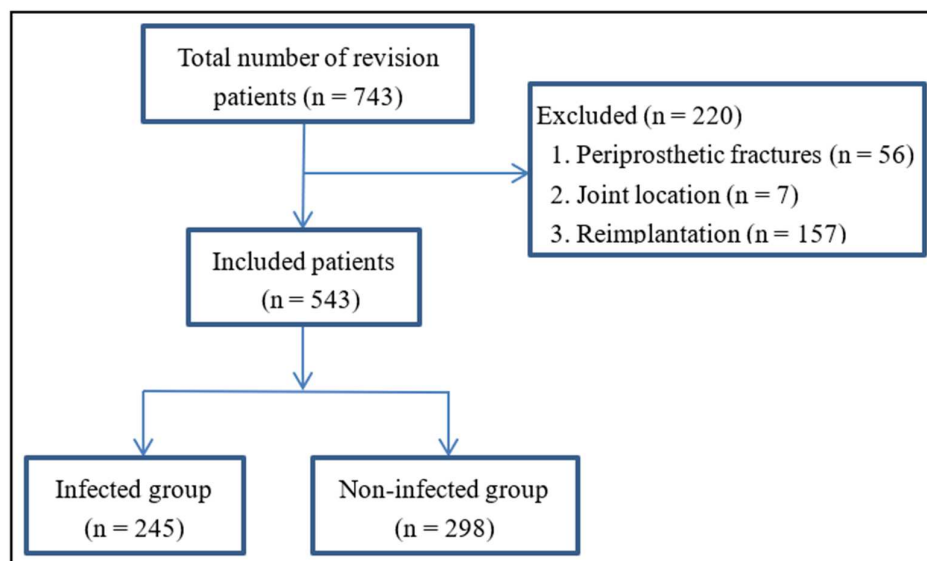 Total number of revision
patients (n = 743)
Excluded (n = 220)
1. Periprosthetic fractures (n = 56)
2. Joint location (n = 7)
3. Reimplantation (n = 157)
Included patients
(n = 543)
Infected group
(n = 245)
Non-infected group
(n = 298)